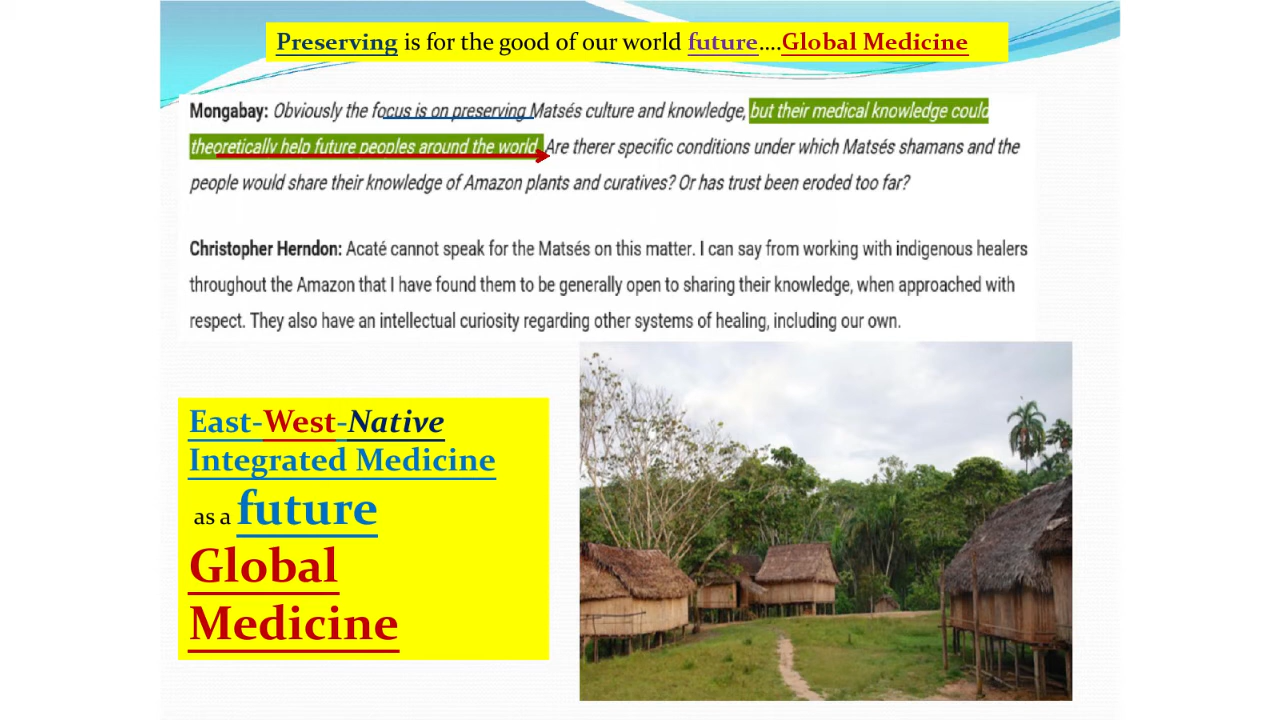 Preserving is for the good of our world future....Global Medicine
Mongabay: Obviously the focus is on preserving Matsés culture and knowledge, but their medical knowledge could
theoretically help future peoples around the world. Are therer specific conditions under which Matsés shamans and the
people would share their knowledge of Amazon plants and curatives? Or has trust been eroded too far?
Christopher Herndon: Acaté cannot speak for the Matsés on this matter. I can say from working with indigenous healers
throughout the Amazon that I have found them to be generally open to sharing their knowledge, when approached with
respect. They also have an intellectual curiosity regarding other systems of healing, including our own.
East-West-Native
Integrated Medicine
as a future
Global
Medicine